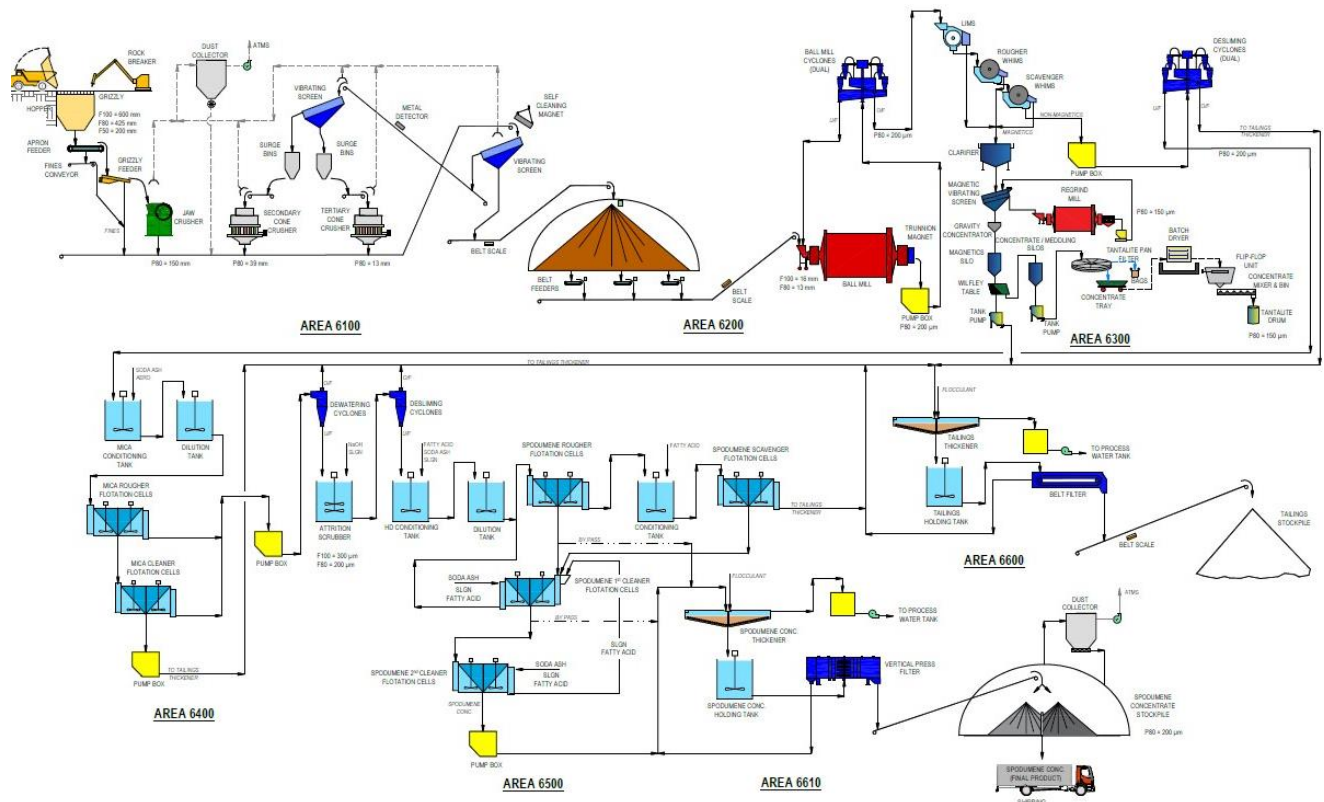 ROCK
BREAKER
DUST
COLLECTOR
ATMS
HOPPER
GRIZZLY
F100 = 600 mm
F80 = 425 mm
F50 = 200 mm
APRON
FEEDER
FINES
CONVEYOR
GRIZZLY
FEEDER
FINES
JAW
CRUSHER
P80 = 150 mm
VIBRATING
SCREEN
SURGE
BINS
SURGE
BINS
SECONDARY
CONE
CRUSHER
TERTIARY
CONE
CRUSHER
P80 = 39 mm
P80 = 13 mm
METAL
DETECTOR
SELF
CLEANING
MAGNET
VIBRATING
SCREEN
BELT SCALE
AREA 6100
BELT
FEEDERS
BELT
SCALE
AREA 6200
BALL MILL
CYCLONES
(DUAL)
O/F
U/F
P80 = 200 µm
F100 = 16 mm
F80 = 13 mm
BALL MILL
TRUNNION
MAGNET
PUMP BOX
P80 = 200 µm
LIMS
ROUGHER
WHIMS
SCAVENGER
WHIMS
NON-MAGNETICS
MAGNETICS
PUMP BOX
DESLIMING
CYCLONES
(DUAL)
U/F
O/F
TO TAILINGS
THICKENER
P80 = 200 µm
CLARIFIER
MAGNETIC
VIBRATING
SCREEN
REGRIND
MILL
P80 = 150 µm
GRAVITY
CONCENTRATOR
CONCENTRATE / MEDDLING
SILOS
MAGNETICS
SILO
WILFLEY
TABLE
TANK
PUMP
TANK
PUMP
TANTALITE PAN
FILTER
BAGS
CONCENTRATE
TRAY
BATCH
DRYER
FLIP-FLOP
UNIT
CONCENTRATE
MIXER & BIN
TANTALITE
DRUM
P80 = 150 µm
AREA 6300
TO TAILINGS THICKENER
SODA ASH
AERO
MICA
CONDITIONING
TANK
DILUTION
TANK
MICA ROUGHER
FLOTATION CELLS
MICA CLEANER
FLOTATION CELLS
PUMP BOX
TO TAILINGS
THICKENER
AREA 6400
PUMP BOX
O/F
DEWATERING
CYCLONES
U/F
NaOH
SLGN
ATTRITION
SCRUBBER
F100 = 300 µm
F80 = 200 µm
O/F
DESLIMING
CYCLONES
U/F
FATTY ACID
SODA ASH
SLGN
HD CONDITIONING
TANK
DILUTION
TANK
SPODUMENE ROUGHER
FLOTATION CELLS
FATTY ACID
CONDITIONING
TANK
SPODUMENE SCAVENGER
FLOTATION CELLS
TO TAILINGS
THICKENER
BY PASS
SODA ASH
SLGN
FATTY ACID
SPODUMENE 1ST CLEANER
FLOTATION CELLS
BY PASS
SLGN
FATTY ACID
SPODUMENE 2ND CLEANER
FLOTATION CELLS
SODA ASH
SLGN
FATTY ACID
SPODUMENE
CONC.
PUMP BOX
AREA 6500
FLOCCULANT
SPODUMENE CONC.
THICKENER
TO PROCESS
WATER TANK
SPODUMENE CONC.
HOLDING TANK
VERTICAL PRESS
FILTER
AREA 6610
FLOCCULANT
TAILINGS
THICKENER
TO PROCESS
WATER TANK
TAILINGS
HOLDING TANK
BELT FILTER
AREA 6600
BELT SCALE
TAILINGS
STOCKPILE
DUST
COLLECTOR
ATMS
SPODUMENE
CONCENTRATE
STOCKPILE
P80 = 200 µm
SPODUMENE CONC.
(FINAL PRODUCT)
SHIPPING